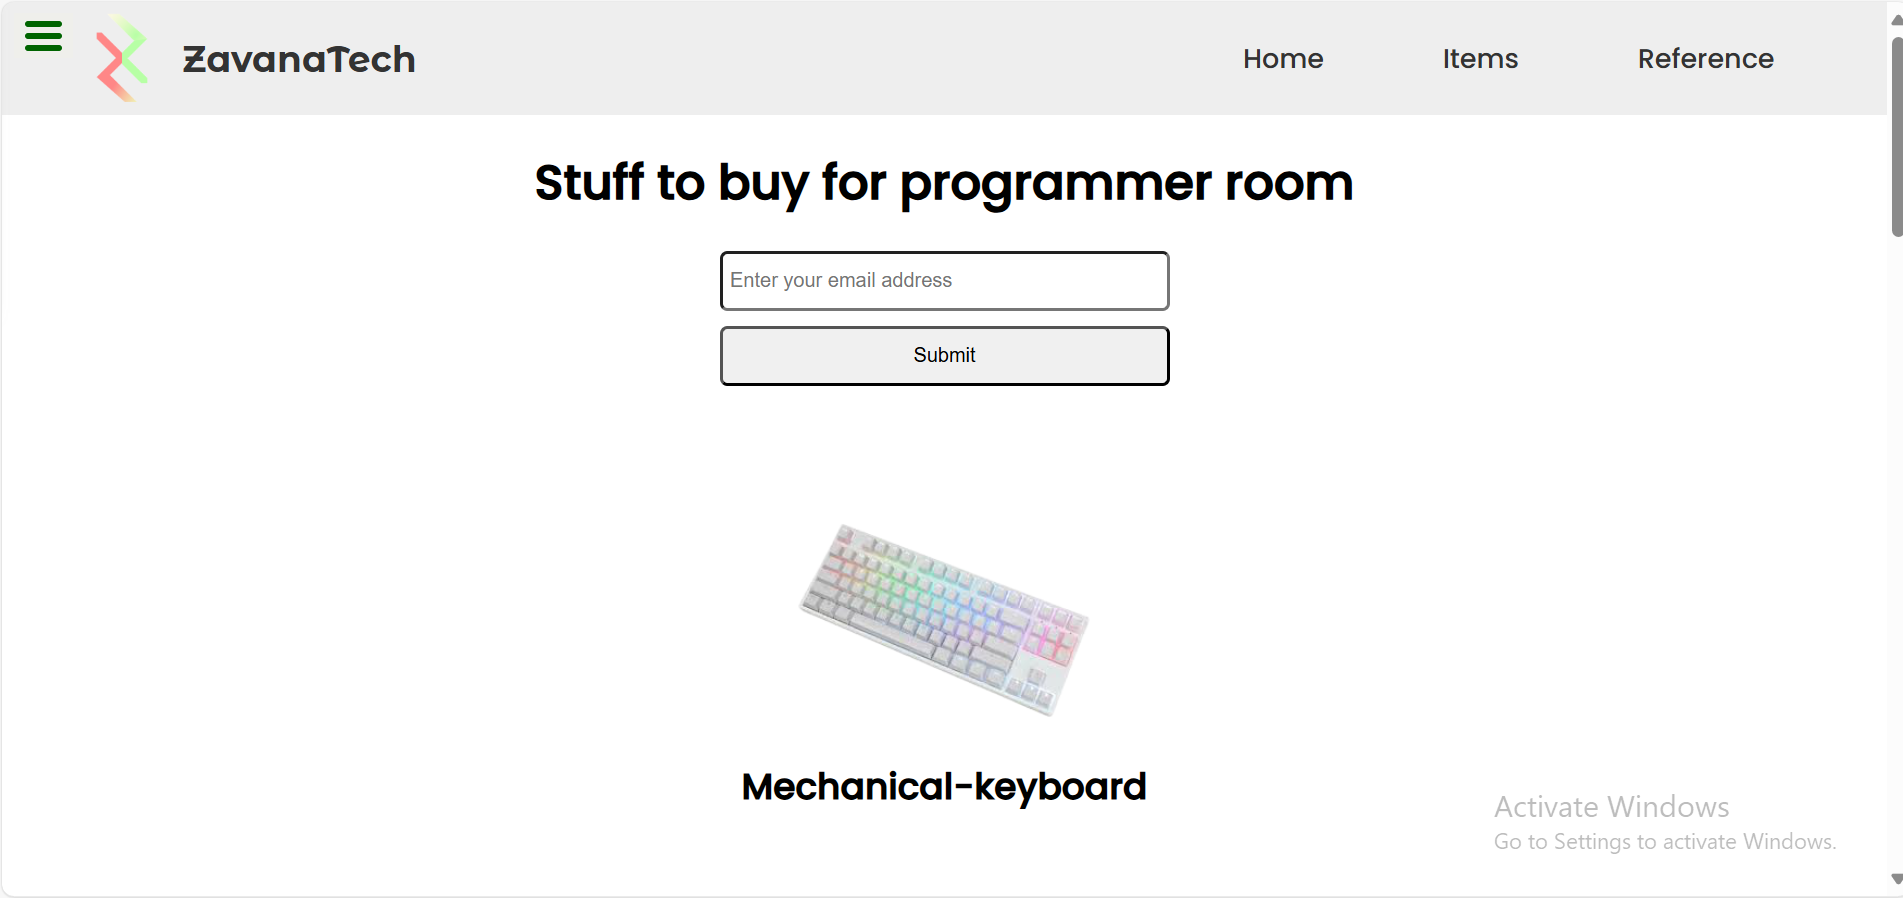 ZavanaTech
Home
Items
Reference
Stuff to buy for programmer room
Enter your email address
Submit
Mechanical-keyboard
Activate Windows
Go to Settings to activate Windows.